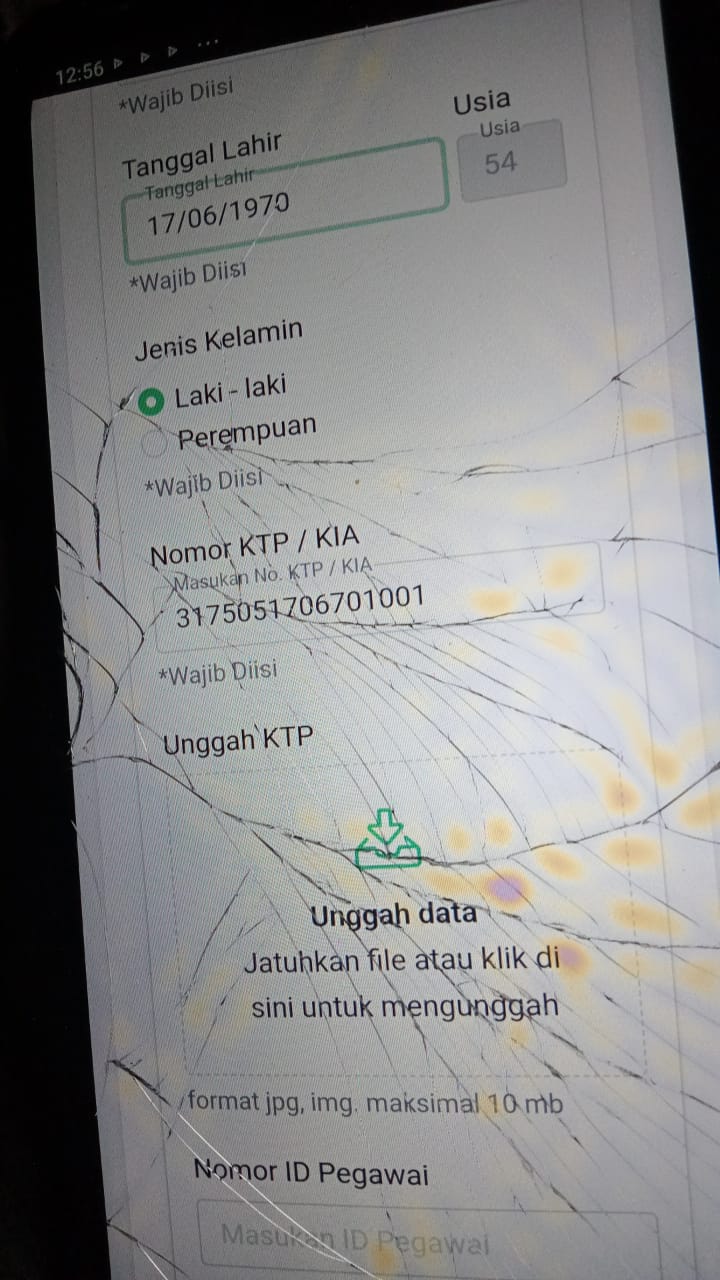 12:56
*Wajib Diisi
Tanggal Lahir
Tanggal Lahir
17/06/1970
Usia
Usia
54
*Wajib Diisi
Jenis Kelamin
Laki - laki
Perempuan
*Wajib Diisi
Nomor KTP / KIA
Masukan No. KTP / KIA
3175051706701001
*Wajib Diisi
Unggah KTP
Unggah data
Jatuhkan file atau klik di
sini untuk mengunggah
format jpg, img. maksimal 10 mb
Nomor ID Pegawai
Masukan ID Pegawai